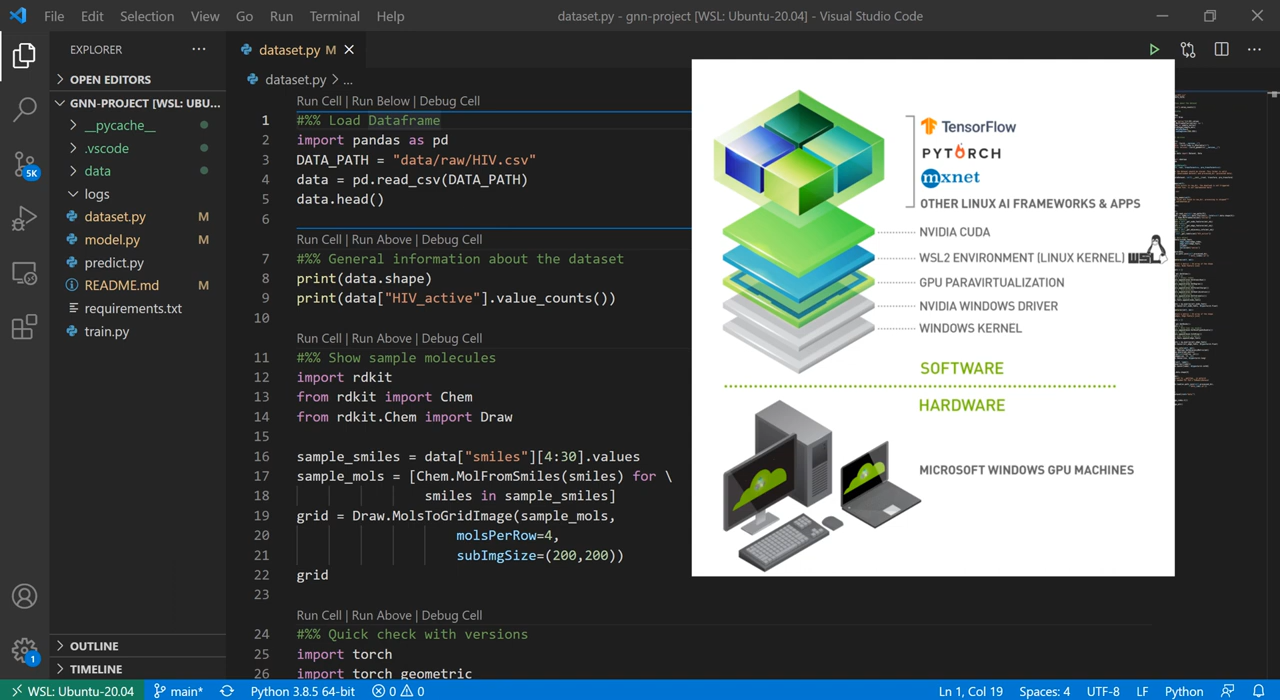 File Edit Selection View Go Run Terminal Help
dataset.py - gnn-project [WSL: Ubuntu-20.04] - Visual Studio Code
EXPLORER
OPEN EDITORS
GNN-PROJECT [WSL: UBU...
__pycache__
.vscode
data
logs
dataset.py M
model.py M
predict.py
README.md M
requirements.txt
train.py
OUTLINE
TIMELINE
5K
1
dataset.py M
dataset.py > ...
Run Cell | Run Below | Debug Cell
1 #%% Load Dataframe
2 import pandas as pd
3 DATA_PATH = "data/raw/HIV.csv"
4 data = pd.read_csv(DATA_PATH)
5 data.head()
6
Run Cell | Run Above | Debug Cell
7 #%% General information about the dataset
8 print(data.shape)
9 print(data["HIV_active"].value_counts())
10
Run Cell | Run Above | Debug Cell
11 #%% Show sample molecules
12 import rdkit
13 from rdkit import Chem
14 from rdkit.Chem import Draw
15
16 sample_smiles = data["smiles"][4:30].values
17 sample_mols = [Chem.MolFromSmiles(smiles) for \
18 smiles in sample_smiles]
19 grid = Draw.MolsToGridImage(sample_mols,
20 molsPerRow=4,
21 subImgSize=(200,200))
22 grid
23
Run Cell | Run Above | Debug Cell
24 #%% Quick check with versions
25 import torch
26 import torch_geometric
TensorFlow
PYTORCH
mxnet
OTHER LINUX AI FRAMEWORKS & APPS
NVIDIA CUDA
WSL2 ENVIRONMENT (LINUX KERNEL) WSL
GPU PARAVIRTUALIZATION
NVIDIA WINDOWS DRIVER
WINDOWS KERNEL
SOFTWARE
HARDWARE
MICROSOFT WINDOWS GPU MACHINES
WSL: Ubuntu-20.04 main* Python 3.8.5 64-bit 0 0 Ln 1, Col 19 Spaces: 4 UTF-8 LF Python